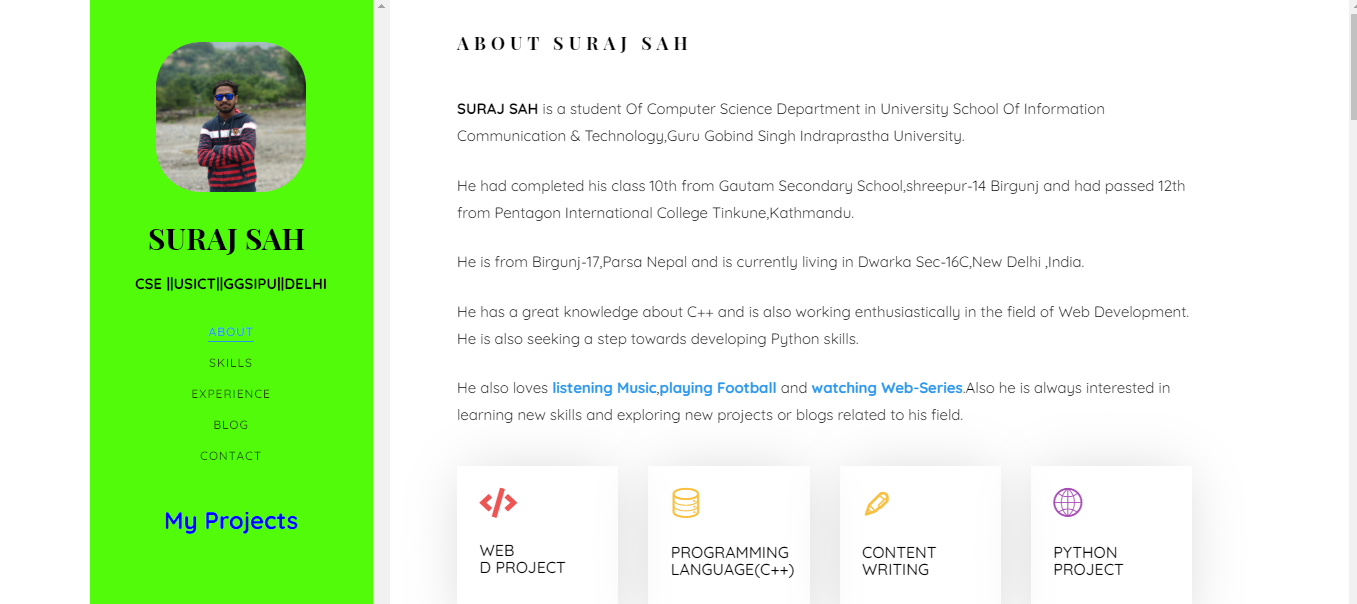 SURAJ SAH
CSE ||USICT||GGSIPU||DELHI
ABOUT
SKILLS
EXPERIENCE
BLOG
CONTACT
My Projects
ABOUT SURAJ SAH
SURAJ SAH is a student Of Computer Science Department in University School Of Information
Communication & Technology,Guru Gobind Singh Indraprastha University.
He had completed his class 10th from Gautam Secondary School,shreepur-14 Birgunj and had passed 12th
from Pentagon International College Tinkune,Kathmandu.
He is from Birgunj-17,Parsa Nepal and is currently living in Dwarka Sec-16C,New Delhi ,India.
He has a great knowledge about C++ and is also working enthusiastically in the field of Web Development.
He is also seeking a step towards developing Python skills.
He also loves listening Music,playing Football and watching Web-Series.Also he is always interested in
learning new skills and exploring new projects or blogs related to his field.
WEB
D PROJECT
PROGRAMMING
LANGUAGE(C++)
CONTENT
WRITING
PYTHON
PROJECT